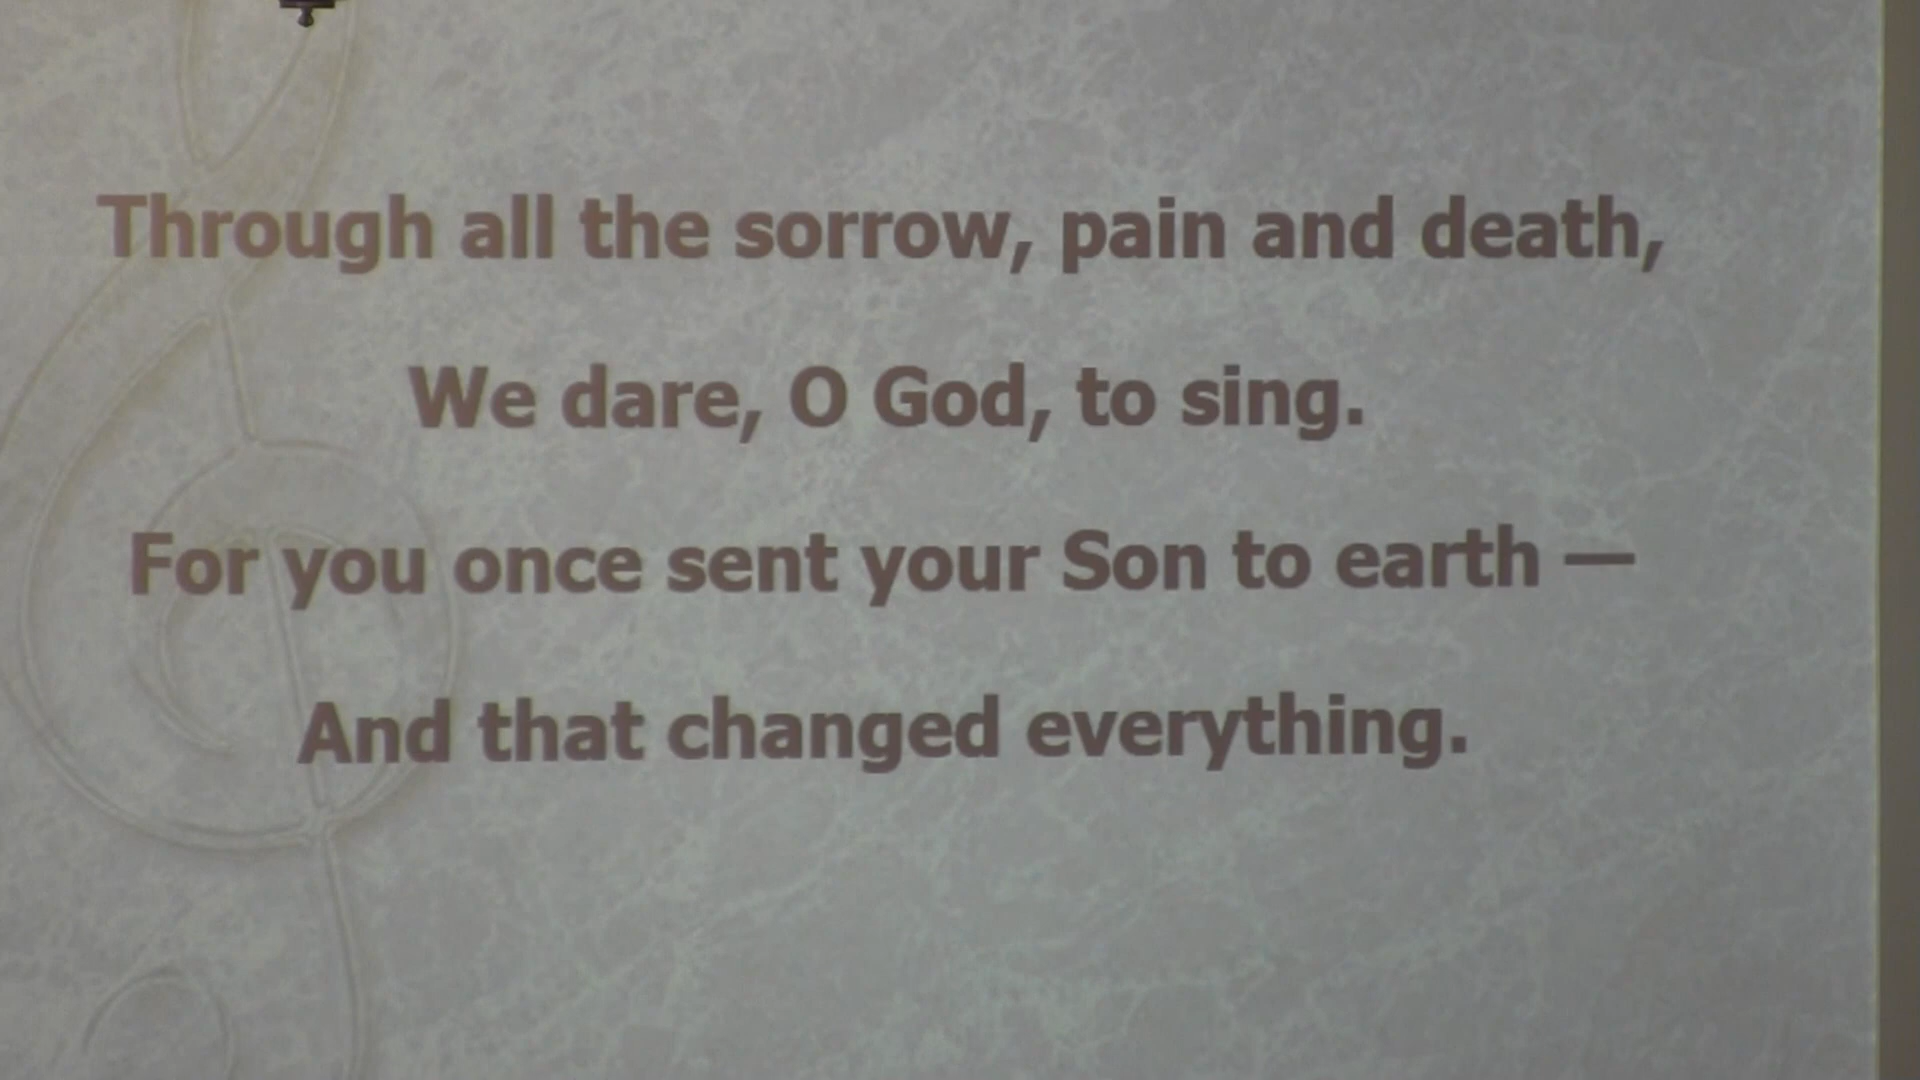 Through all the sorrow, pain and death,
We dare, O God, to sing.
For you once sent your Son to earth —
And that changed everything.